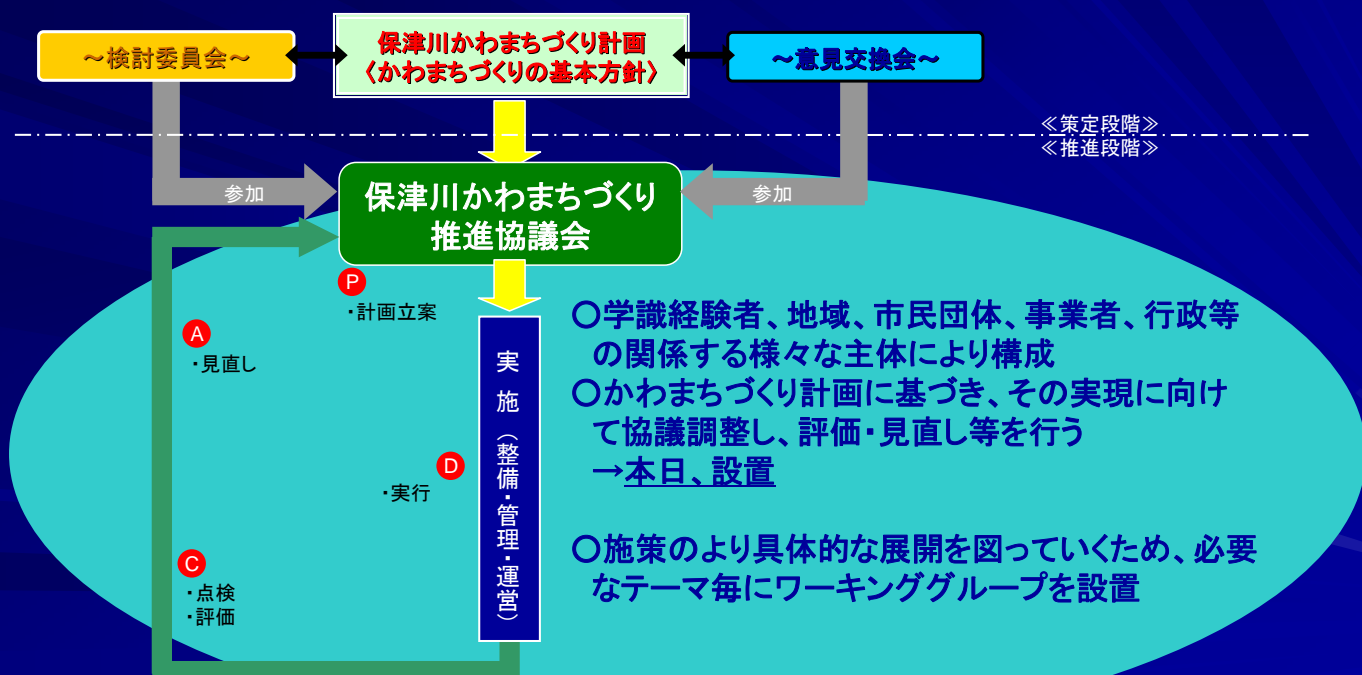 ～検討委員会～
保津川かわまちづくり計画
〈かわまちづくりの基本方針〉
～意見交換会～
≪策定段階≫
≪推進段階≫
参加
保津川かわまちづくり
推進協議会
参加
P
・計画立案
A
・見直し
D
・実行
C
・点検
・評価
実施（整備・管理・運営）
○学識経験者、地域、市民団体、事業者、行政等
の関係する様々な主体により構成
○かわまちづくり計画に基づき、その実現に向け
て協議調整し、評価・見直し等を行う
→本日、設置
○施策のより具体的な展開を図っていくため、必要
なテーマ毎にワーキンググループを設置